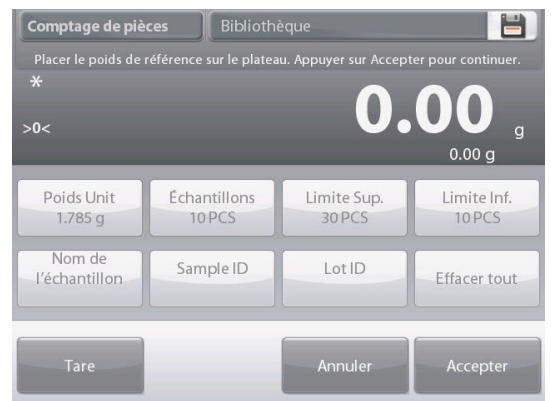 Comptage de pièces
Bibliothèque
Placer le poids de référence sur le plateau. Appuyer sur Accepter pour continuer.
*
>0<
0.00 g
0.00 g
Poids Unit
1.785 g
Échantillons
10 PCS
Limite Sup.
30 PCS
Limite Inf.
10 PCS
Nom de
l'échantillon
Sample ID
Lot ID
Effacer tout
Tare
Annuler
Accepter